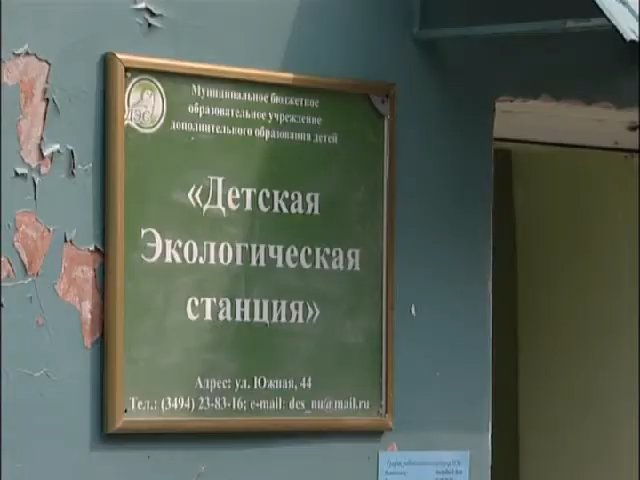 ДЭС
Муниципальное бюджетное
образовательное учреждение
дополнительного образования детей
«Детская
Экологическая
станция»
Адрес: ул. Южная, 44
Тел.: (3494) 23-83-16; e-mail: des_nu@mail.ru